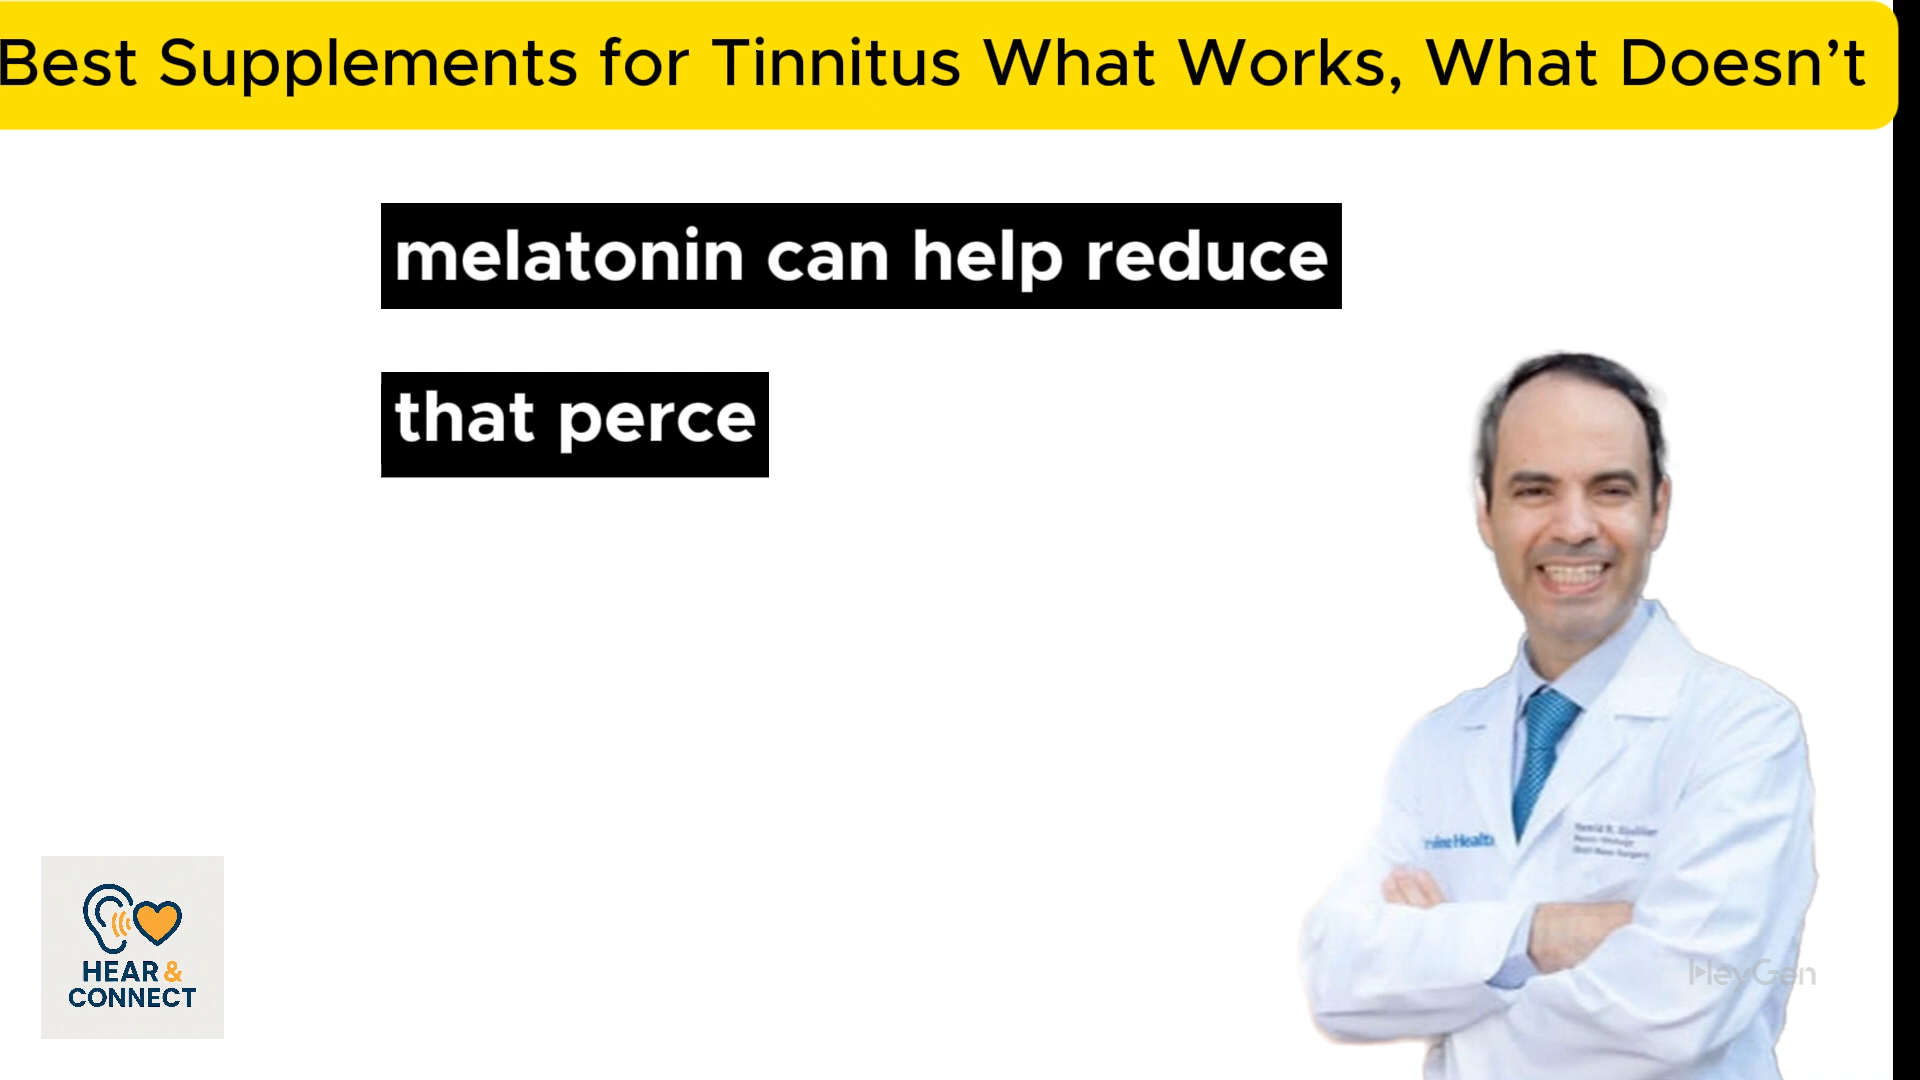 Best Supplements for Tinnitus What Works, What Doesn’t
melatonin can help reduce
that perce
HEAR &
CONNECT
HeyGen